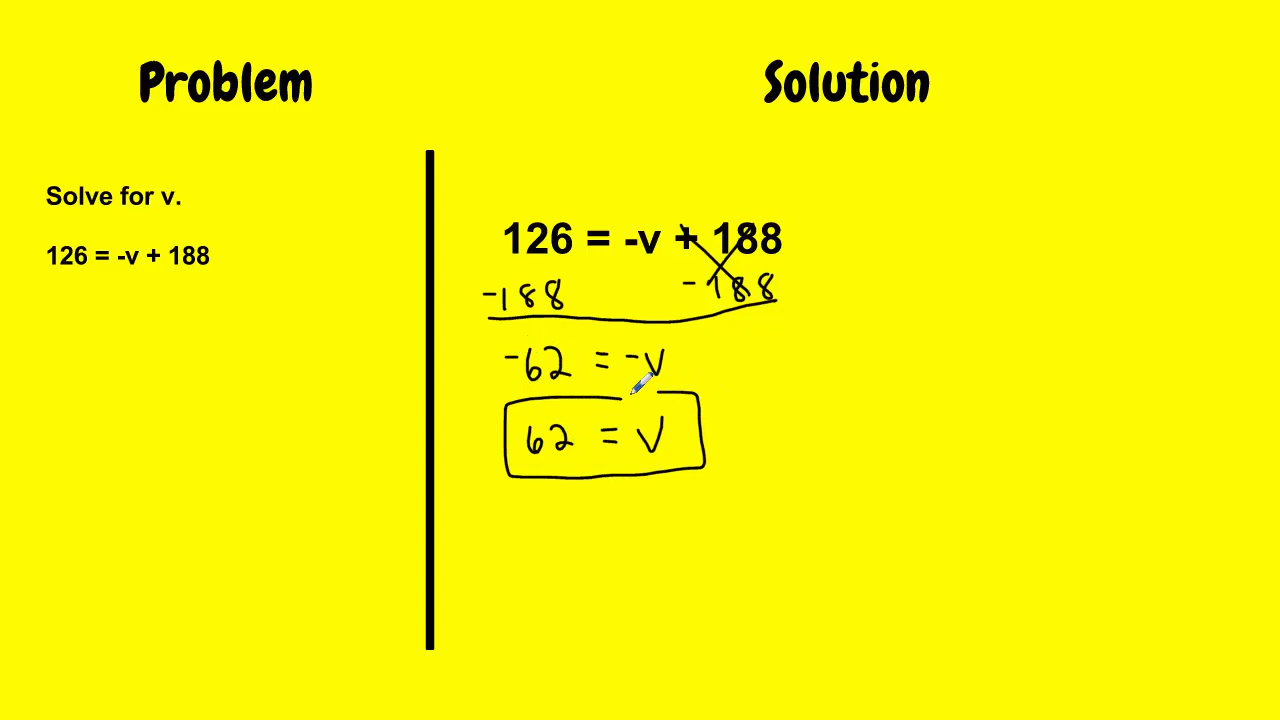 Problem
Solution
Solve for v.
126 = -v + 188
126 = -v + 188
-188 -188
-62 = -v
62 = v